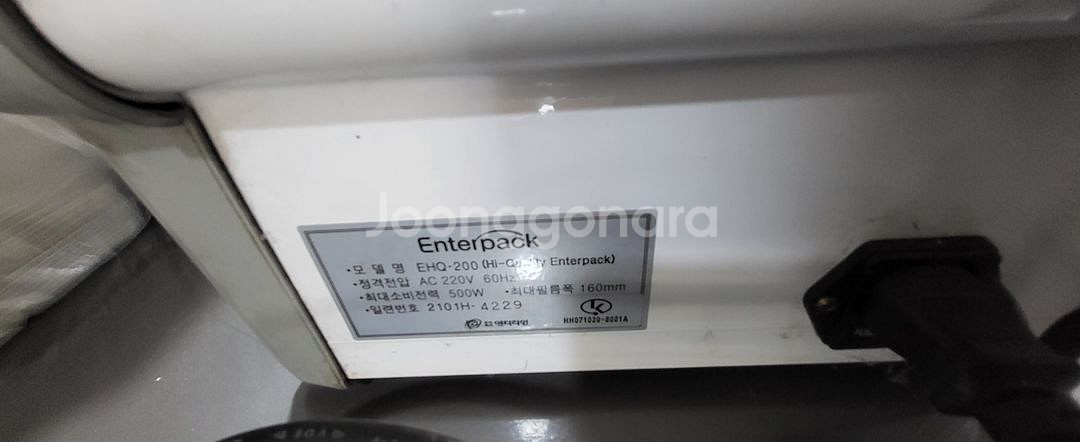 Joonggonara
Enterpack
·모 델 명 EHQ-200 (Hi-Quality Enterpack)
·정격전압 AC 220V 60Hz
·최대소비전력 500W ·최대필름폭 160mm
·일련번호 2101H-4229
HH071020-8001A